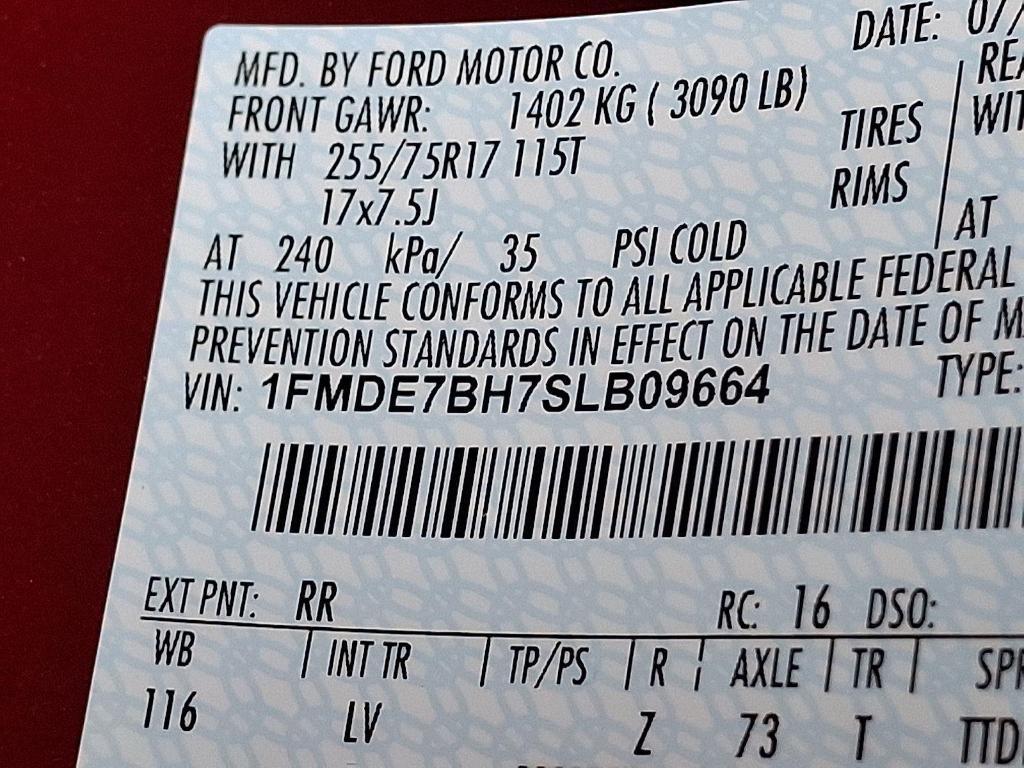 DATE: 07/
MFD. BY FORD MOTOR CO.
FRONT GAWR: 1402 KG ( 3090 LB)
WITH 255/75R17 115T TIRES WIT
17x7.5J RIMS
AT 240 kPa/ 35 PSI COLD AT
THIS VEHICLE CONFORMS TO ALL APPLICABLE FEDERAL
PREVENTION STANDARDS IN EFFECT ON THE DATE OF M
VIN: 1FMDE7BH7SLB09664 TYPE:
EXT PNT: RR RC: 16 DSO:
WB INT TR TP/PS R AXLE TR SPR
116 LV Z 73 T TTD